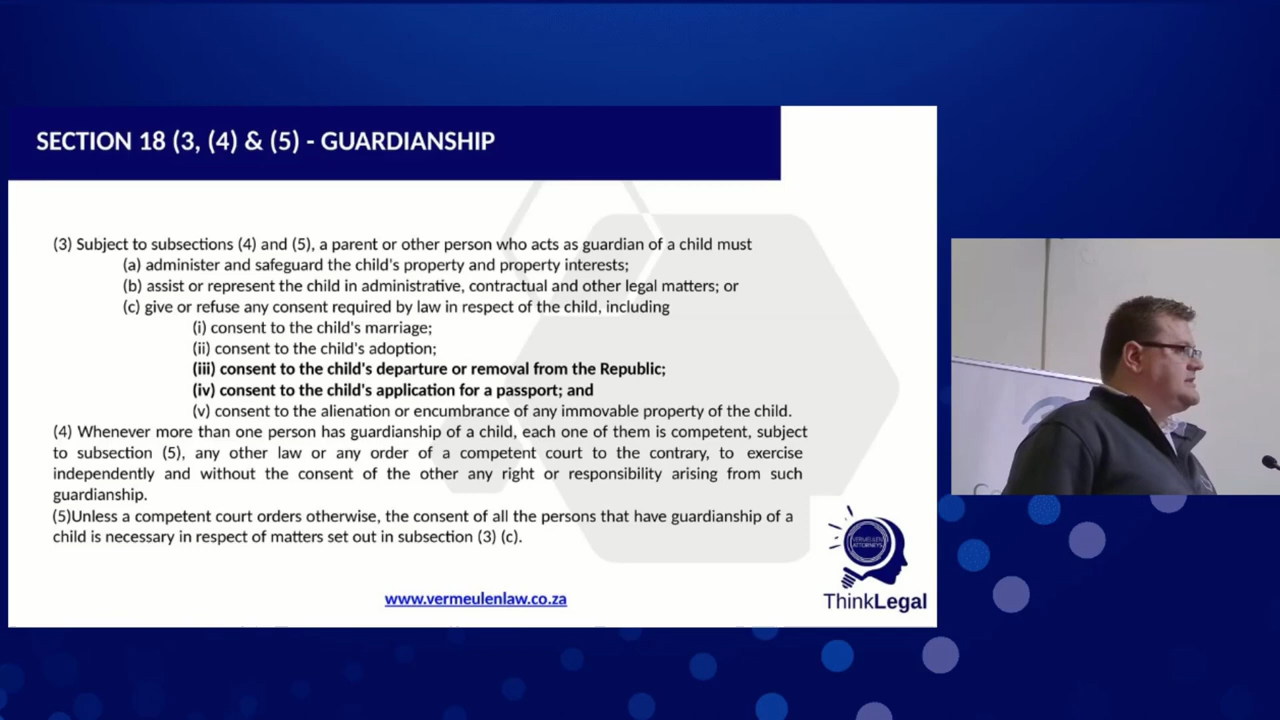 SECTION 18 (3, (4) & (5) - GUARDIANSHIP
(3) Subject to subsections (4) and (5), a parent or other person who acts as guardian of a child must
(a) administer and safeguard the child's property and property interests;
(b) assist or represent the child in administrative, contractual and other legal matters; or
(c) give or refuse any consent required by law in respect of the child, including
(i) consent to the child's marriage;
(ii) consent to the child's adoption;
(iii) consent to the child's departure or removal from the Republic;
(iv) consent to the child's application for a passport; and
(v) consent to the alienation or encumbrance of any immovable property of the child.
(4) Whenever more than one person has guardianship of a child, each one of them is competent, subject
to subsection (5), any other law or any order of a competent court to the contrary, to exercise
independently and without the consent of the other any right or responsibility arising from such
guardianship.
(5)Unless a competent court orders otherwise, the consent of all the persons that have guardianship of a
child is necessary in respect of matters set out in subsection (3) (c).
VERMEULEN
ATTORNEYS
ThinkLegal
www.vermeulenlaw.co.za